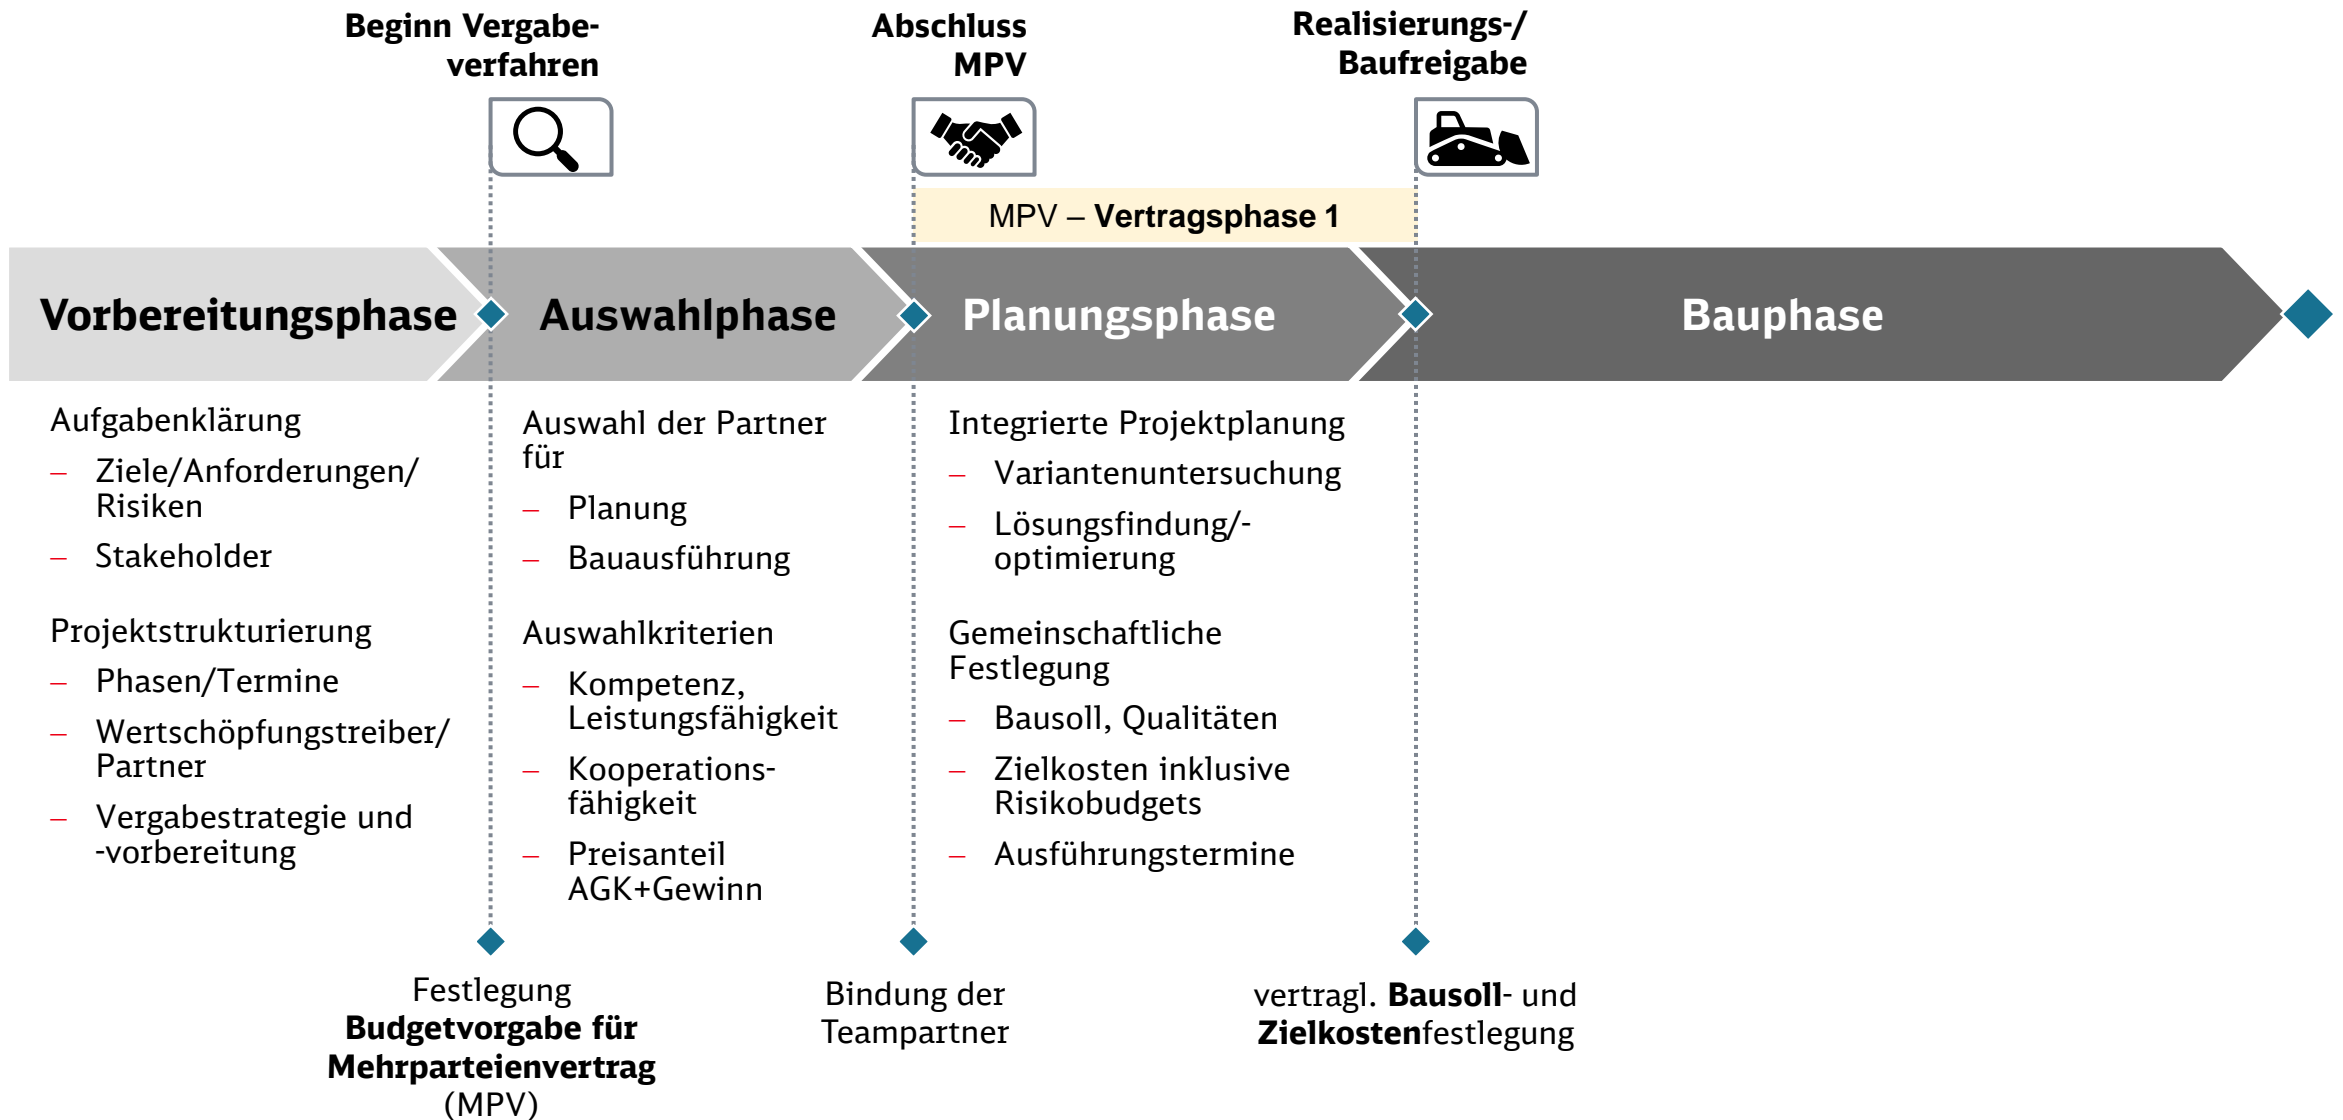 Beginn Vergabe-
verfahren
Abschluss
MPV
Realisierungs-/
Baufreigabe
MPV – Vertragsphase 1
Vorbereitungsphase
Auswahlphase
Planungsphase
Bauphase
Aufgabenklärung
– Ziele/Anforderungen/
Risiken
– Stakeholder
Projektstrukturierung
– Phasen/Termine
– Wertschöpfungstreiber/
Partner
– Vergabestrategie und
-vorbereitung
Auswahl der Partner
für
– Planung
– Bauausführung
Auswahlkriterien
– Kompetenz,
Leistungsfähigkeit
– Kooperations-
fähigkeit
– Preisanteil
AGK+Gewinn
Integrierte Projektplanung
– Variantenuntersuchung
– Lösungsfindung/-
optimierung
Gemeinschaftliche
Festlegung
– Bausoll, Qualitäten
– Zielkosten inklusive
Risikobudgets
– Ausführungstermine
Festlegung
Budgetvorgabe für
Mehrparteienvertrag
(MPV)
Bindung der
Teampartner
vertragl. Bausoll- und
Zielkostenfestlegung